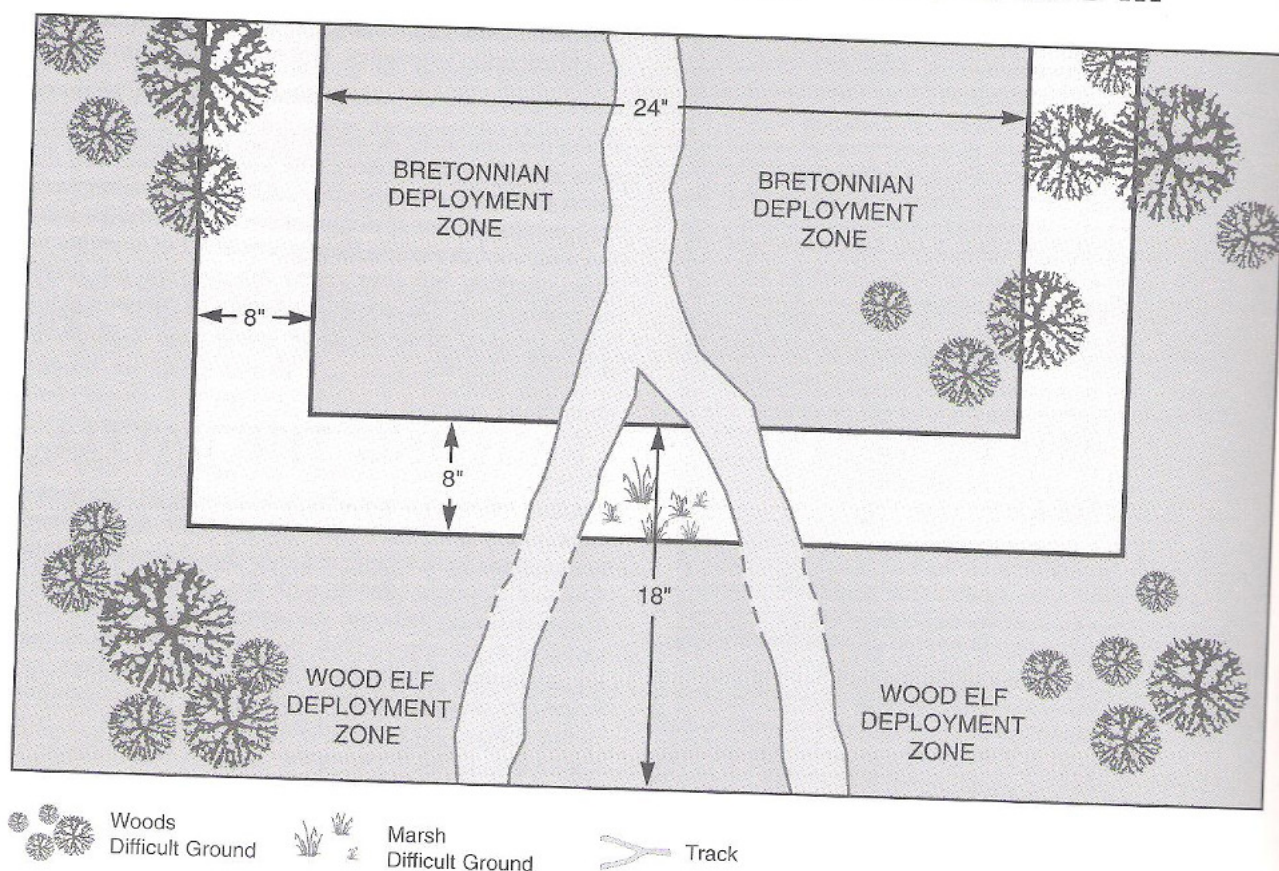 24"
BRETONNIAN
DEPLOYMENT
ZONE
BRETONNIAN
DEPLOYMENT
ZONE
8"
8"
18"
WOOD ELF
DEPLOYMENT
ZONE
WOOD ELF
DEPLOYMENT
ZONE
Woods
Difficult Ground
Marsh
Difficult Ground
Track